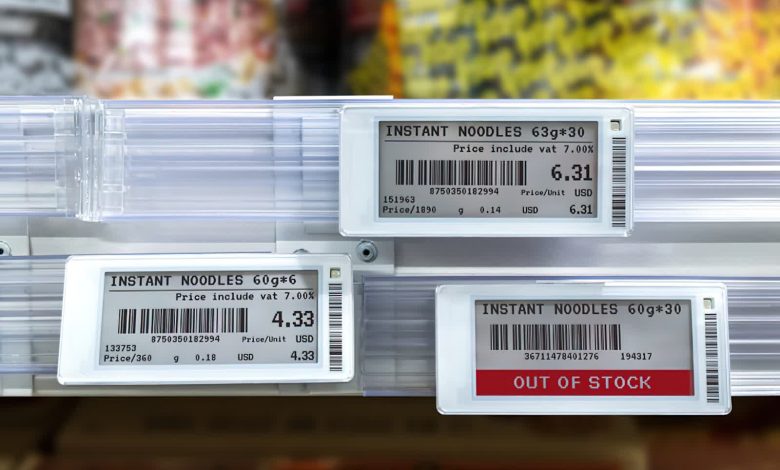 INSTANT NOODLES 63g*30
Price include vat 7.00%
6.31
8750350182994
Price/Unit USD
151963
Price/1890 g 0.14 USD 6.31
INSTANT NOODLES 60g*6
Price include vat 7.00%
4.33
8750350182994
Price/Unit USD
133753
Price/360 g 0.18 USD 4.33
INSTANT NOODLES 60g*30
36711478401276 194317
OUT OF STOCK